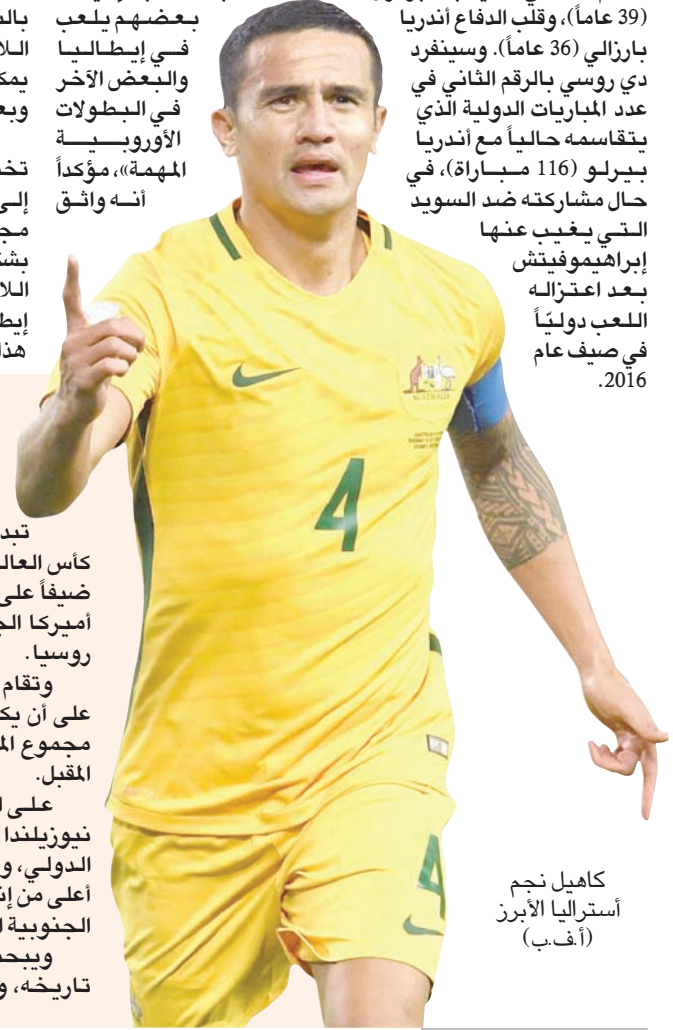 (39 عاماً)، وقلب الدفاع أندريا
بارزالي (36 عاماً). وسينفرد
دي روسي بالرقم الثاني في
عدد المباريات الدولية الذي
يتقاسمه حالياً مع أندريا
بيرلو (116 مباراة)، في
حال مشاركته ضد السويد
التي يغيب عنها
إبراهيموفيتش
بعد اعتزاله
اللعب دوليّاً
في صيف عام
2016.
بعضهم يلعب
في إيطاليا
والبعض الآخر
في البطولات
الأوروبية
المهمة»، مؤكداً
أنه واثق
كأس العالم
ضيفاً على
أميركا
روسيا.
وتقام
على أن
مجموع
المقبل.
نيوزيلندا
الدولي،
أعلى من
الجنوبية
تاريخه،
AUSTRALIA
4
4
كاهيل نجم
أستراليا الأبرز
(أ.ف.ب)